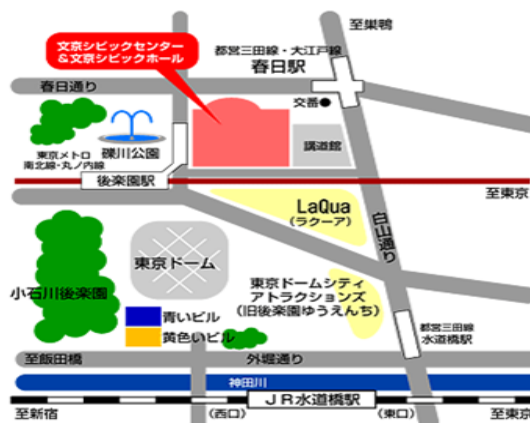 至巣鴨
文京シビックセンター
&文京シビックホール
都営三田線・大江戸線
春日駅
春日通り
交番
礫川公園
講道館
東京メトロ
南北線・丸ノ内線
後楽園駅
至東京
LaQua
(ラクーア)
白山通り
東京ドーム
小石川後楽園
東京ドームシティ
アトラクションズ
(旧後楽園ゆうえんち)
青いビル
黄色いビル
都営三田線
水道橋駅
至飯田橋
外堀通り
神田川
JR水道橋駅
至新宿
(西口)
(東口)
至東京